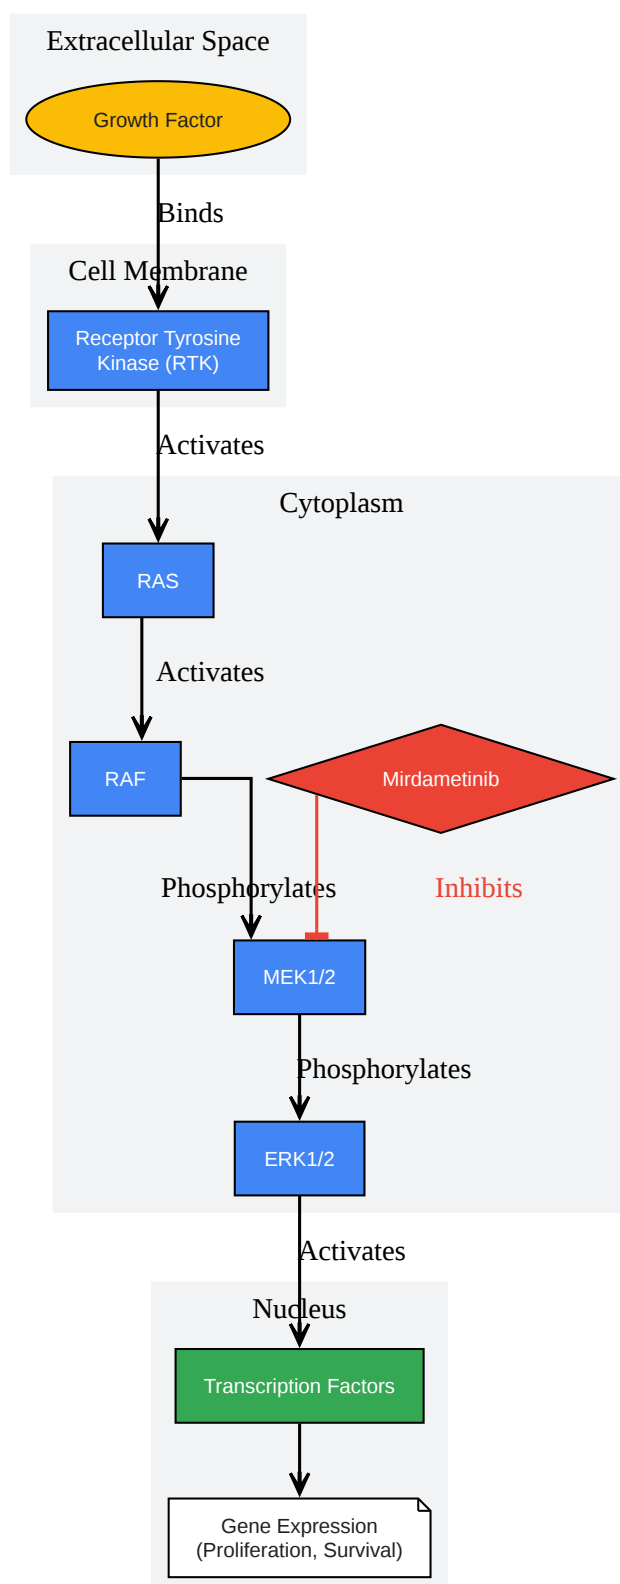 Extracellular Space
Growth Factor
Binds
Cell Membrane
Receptor Tyrosine
Kinase (RTK)
Activates
Cytoplasm
RAS
Activates
RAF
Mirdametinib
Phosphorylates
Inhibits
MEK1/2
Phosphorylates
ERK1/2
Activates
Nucleus
Transcription Factors
Gene Expression
(Proliferation, Survival)